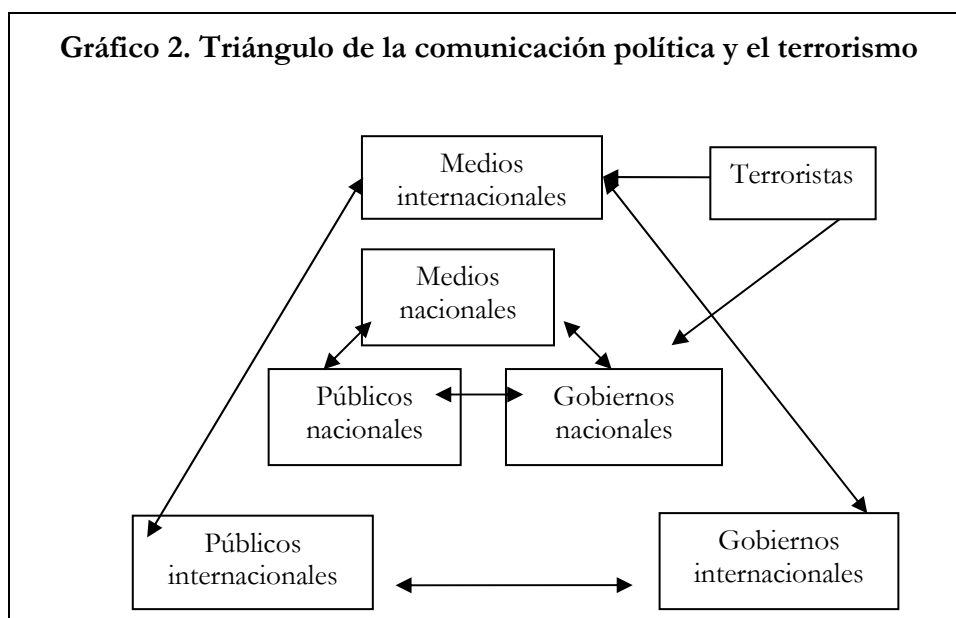 Gráfico 2. Triángulo de la comunicación política y el terrorismo
Medios
internacionales
Terroristas
Medios
nacionales
Públicos
nacionales
Gobiernos
nacionales
Públicos
internacionales
Gobiernos
internacionales